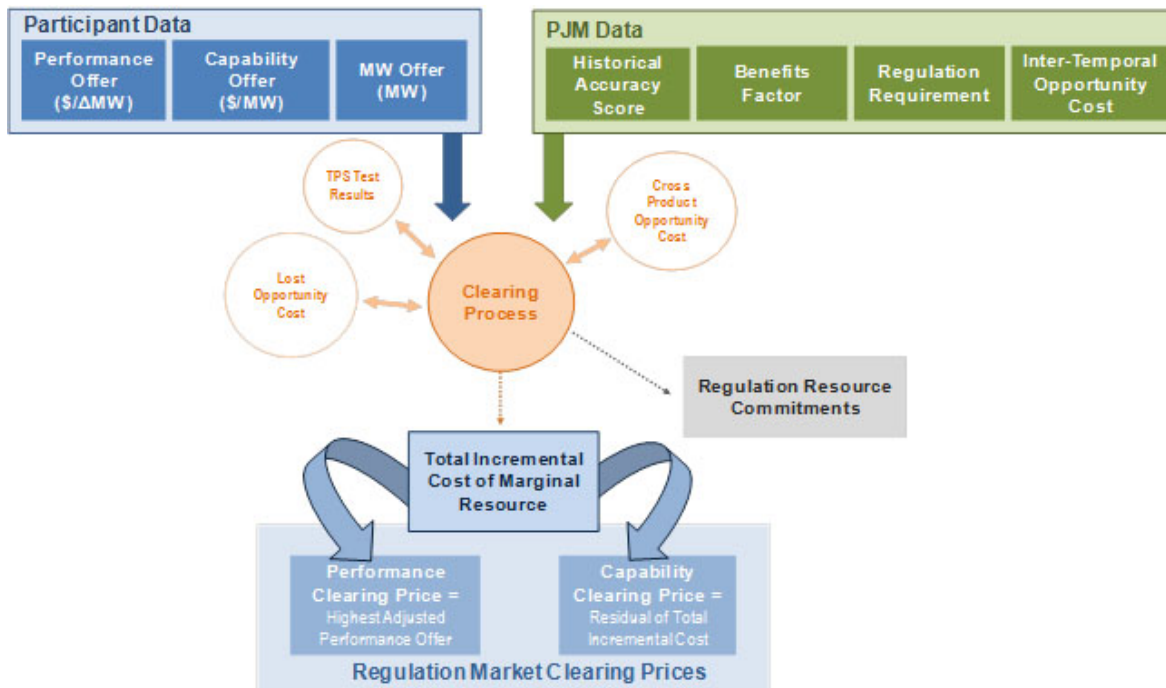 Participant Data
Performance
Offer
($/ΔMW)
Capability
Offer
($/MW)
MW Offer
(MW)
PJM Data
Historical
Accuracy
Score
Benefits
Factor
Regulation
Requirement
Inter-Temporal
Opportunity
Cost
TPS Test
Results
Cross
Product
Opportunity
Cost
Lost
Opportunity
Cost
Clearing
Process
Regulation Resource
Commitments
Total Incremental
Cost of Marginal
Resource
Performance
Clearing Price =
Highest Adjusted
Performance Offer
Capability
Clearing Price =
Residual of Total
Incremental Cost
Regulation Market Clearing Prices